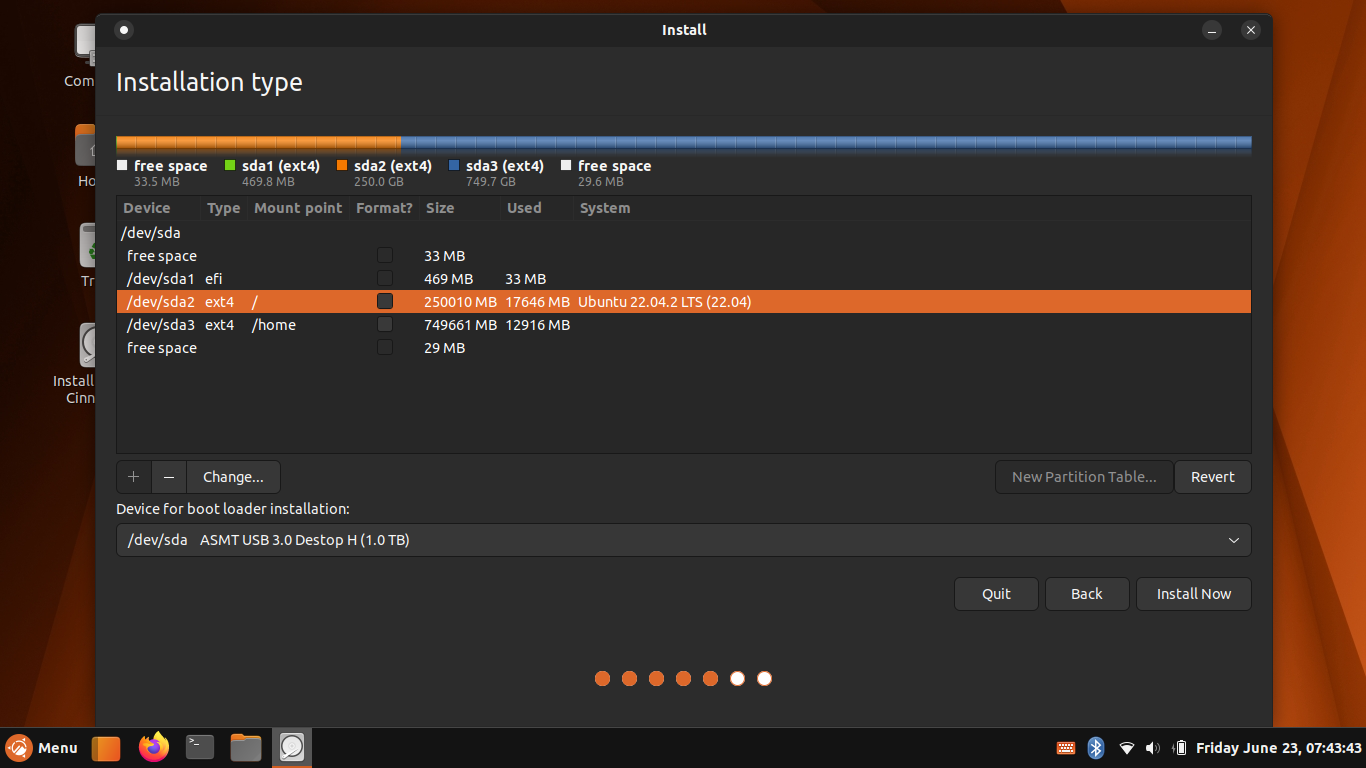 Install
Com
Ho
Tr
Install
Cinn
Installation type
free space sda1 (ext4) sda2 (ext4) sda3 (ext4) free space
33.5 MB 469.8 MB 250.0 GB 749.7 GB 29.6 MB
Device Type Mount point Format? Size Used System
/dev/sda
free space 33 MB
/dev/sda1 efi 469 MB 33 MB
/dev/sda2 ext4 / 250010 MB 17646 MB Ubuntu 22.04.2 LTS (22.04)
/dev/sda3 ext4 /home 749661 MB 12916 MB
free space 29 MB
+ – Change... New Partition Table... Revert
Device for boot loader installation:
/dev/sda ASMT USB 3.0 Destop H (1.0 TB)
Quit Back Install Now
Menu >_ Friday June 23, 07:43:43